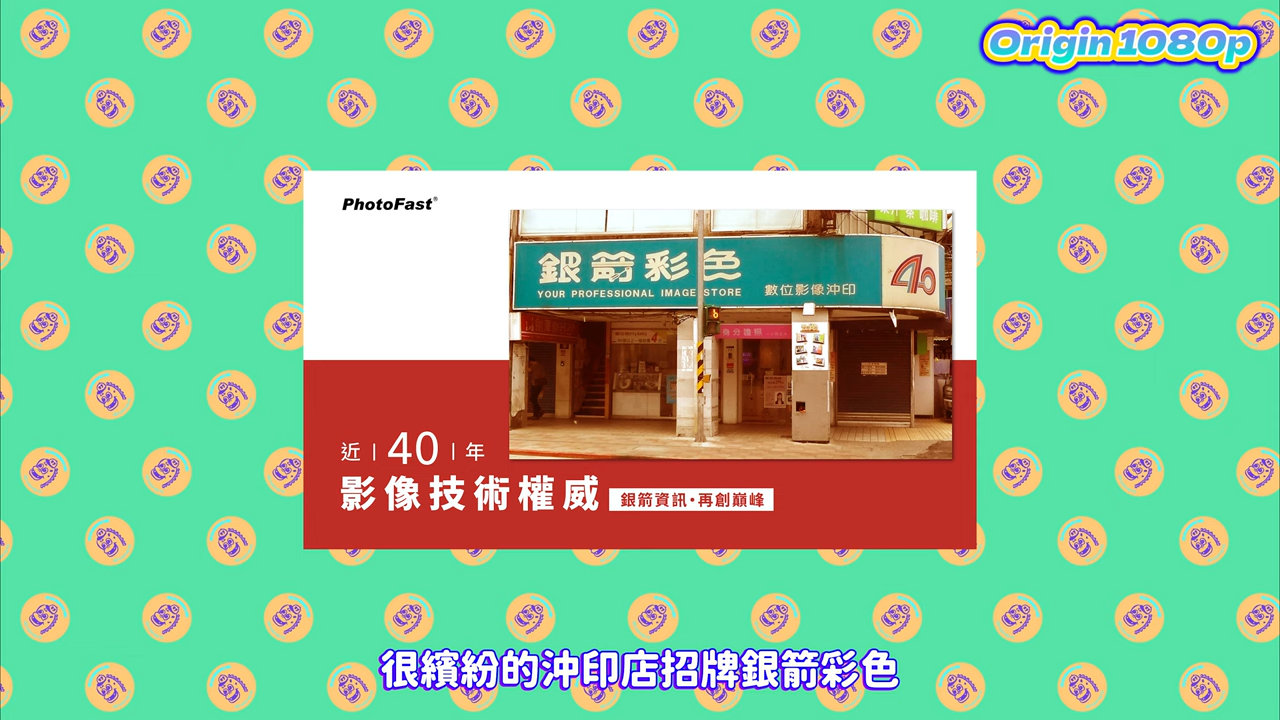 Origin 1080p
PhotoFast®
銀箭彩色
YOUR PROFESSIONAL IMAGE STORE
數位影像沖印
40
身分證照
近|40|年
影像技術權威
銀箭資訊•再創巔峰
很繽紛的沖印店招牌銀箭彩色